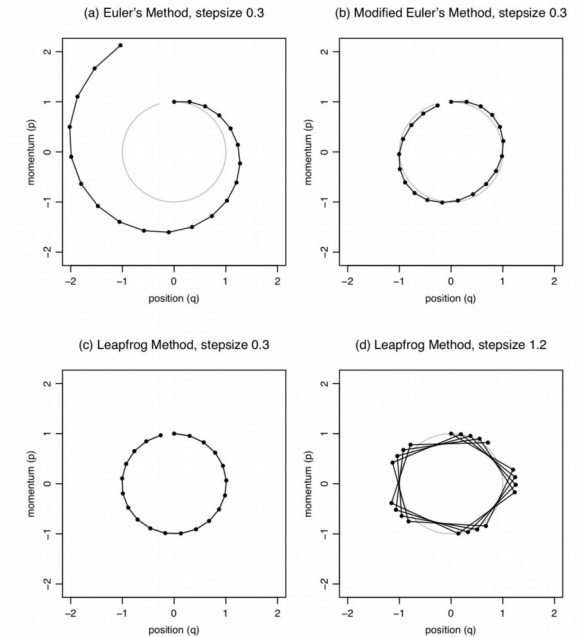 (a) Euler's Method, stepsize 0.3
2
1
0
−1
−2
momentum (p)
−2 −1 0 1 2
position (q)
(b) Modified Euler's Method, stepsize 0.3
2
1
0
−1
−2
momentum (p)
−2 −1 0 1 2
position (q)
(c) Leapfrog Method, stepsize 0.3
2
1
0
−1
−2
momentum (p)
−2 −1 0 1 2
position (q)
(d) Leapfrog Method, stepsize 1.2
2
1
0
−1
−2
momentum (p)
−2 −1 0 1 2
position (q)